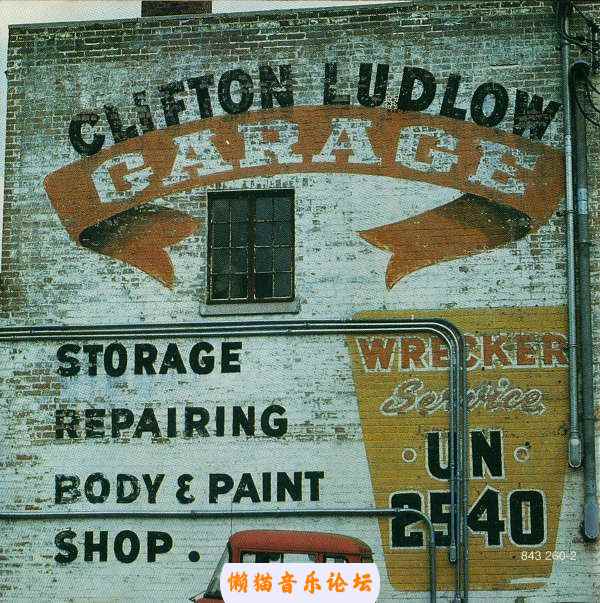 CLIFTON LUDLOW
GARAGE
STORAGE
REPAIRING
BODY & PAINT
SHOP.
WRECKER
Service
UN
2540
843 260-2
懒猫音乐论坛